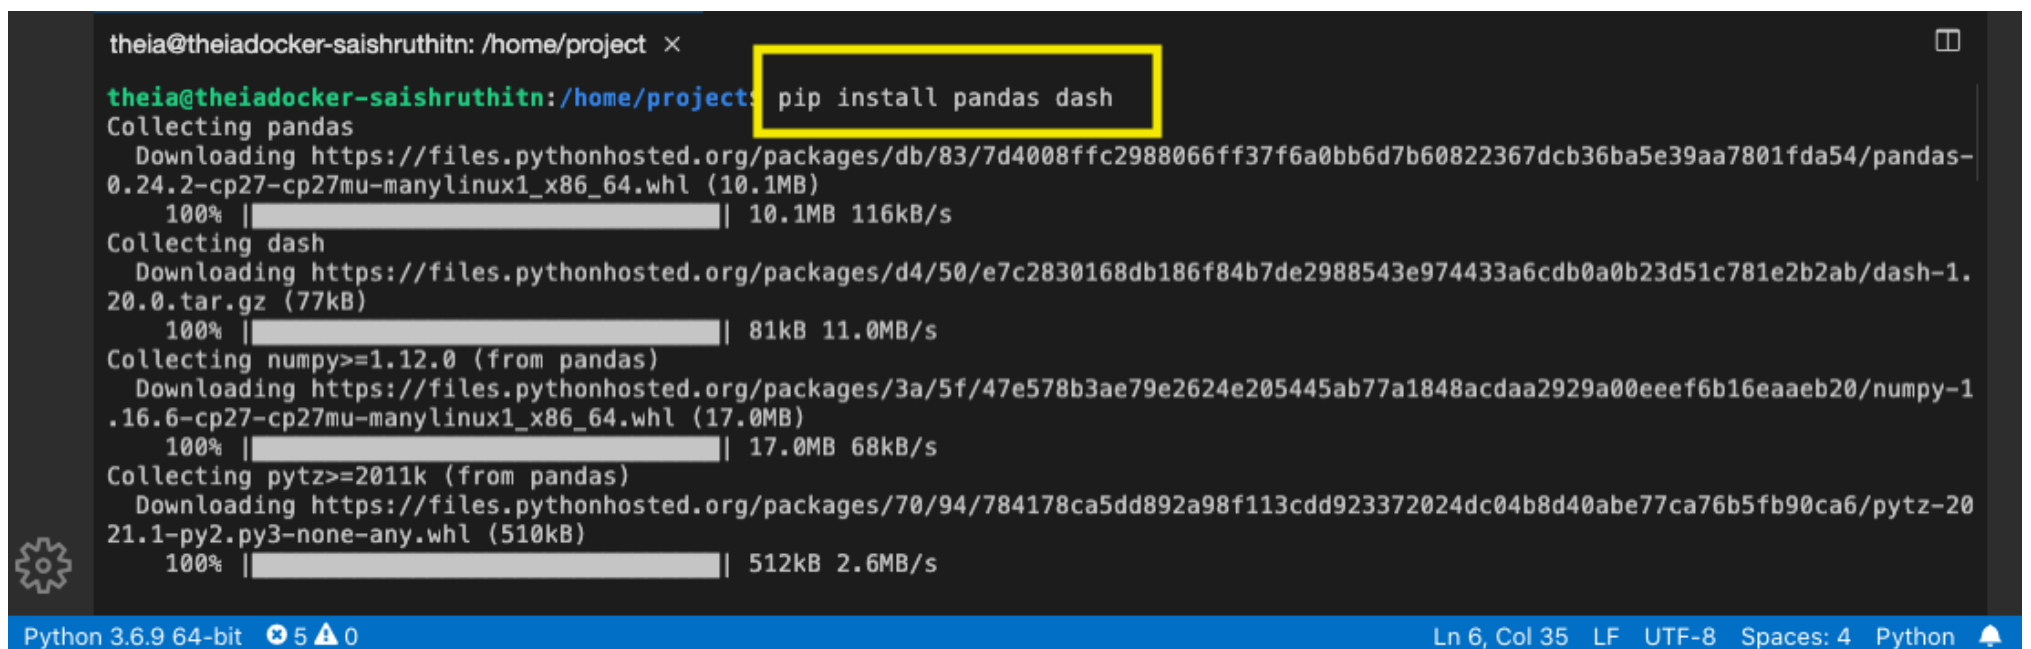 theia@theiadocker-saishruthitn: /home/project ×
theia@theiadocker-saishruthitn:/home/project$ pip install pandas dash
Collecting pandas
  Downloading https://files.pythonhosted.org/packages/db/83/7d4008ffc2988066ff37f6a0bb6d7b60822367dcb36ba5e39aa7801fda54/pandas-
0.24.2-cp27-cp27mu-manylinux1_x86_64.whl (10.1MB)
    100% |████████████████████████████████| 10.1MB 116kB/s
Collecting dash
  Downloading https://files.pythonhosted.org/packages/d4/50/e7c2830168db186f84b7de2988543e974433a6cdb0a0b23d51c781e2b2ab/dash-1.
20.0.tar.gz (77kB)
    100% |████████████████████████████████| 81kB 11.0MB/s
Collecting numpy>=1.12.0 (from pandas)
  Downloading https://files.pythonhosted.org/packages/3a/5f/47e578b3ae79e2624e205445ab77a1848acdaa2929a00eeef6b16eaaeb20/numpy-1
.16.6-cp27-cp27mu-manylinux1_x86_64.whl (17.0MB)
    100% |████████████████████████████████| 17.0MB 68kB/s
Collecting pytz>=2011k (from pandas)
  Downloading https://files.pythonhosted.org/packages/70/94/784178ca5dd892a98f113cdd923372024dc04b8d40abe77ca76b5fb90ca6/pytz-20
21.1-py2.py3-none-any.whl (510kB)
    100% |████████████████████████████████| 512kB 2.6MB/s
Python 3.6.9 64-bit 5 0 Ln 6, Col 35 LF UTF-8 Spaces: 4 Python